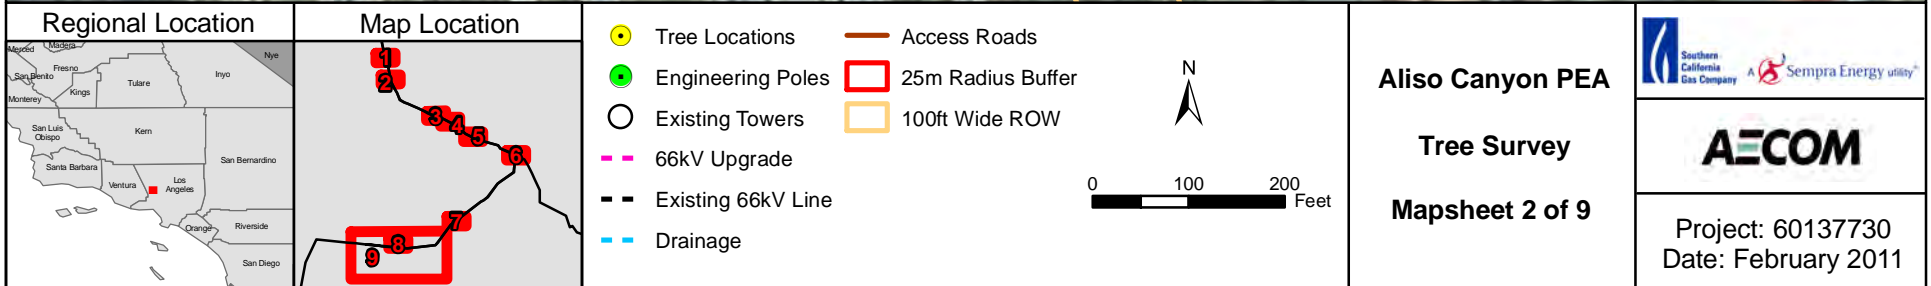 Regional Location
Merced
Madera
Fresno
San Benito
Kings
Monterey
Tulare
Inyo
Nye
San Luis
Obispo
Kern
Santa Barbara
Ventura
Los
Angeles
San Bernardino
Orange
Riverside
San Diego
Map Location
1
2
3
4
5
6
7
8
9
Tree Locations
Engineering Poles
Existing Towers
66kV Upgrade
Existing 66kV Line
Drainage
Access Roads
25m Radius Buffer
100ft Wide ROW
N
0 100 200
Feet
Aliso Canyon PEA
Tree Survey
Mapsheet 2 of 9
Southern
California
Gas Company
A Sempra Energy utility
AECOM
Project: 60137730
Date: February 2011